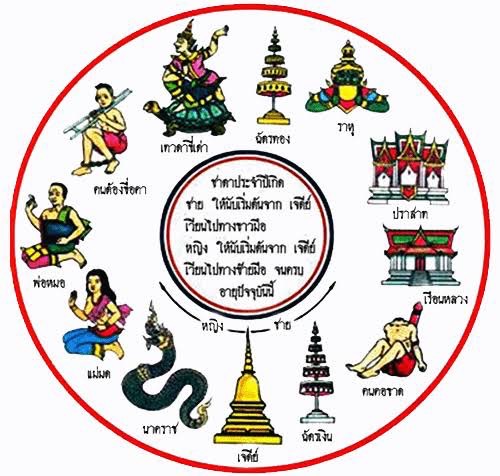 เทวดาขี่เต่า
ฉัตรทอง
ราหู
คนต้องขื่อคา
ปราสาท
ชาตาประจำปีเกิด
ชาย ให้นับเริ่มต้นจาก เจดีย์
เวียนไปทางขวามือ
หญิง ให้นับเริ่มต้นจาก เจดีย์
เวียนไปทางซ้ายมือ จนครบ
อายุปัจจุบันนี้
พ่อหมอ
เรือนหลวง
หญิง
ชาย
แม่มด
คนคอขาด
นาคราช
ฉัตรเงิน
เจดีย์